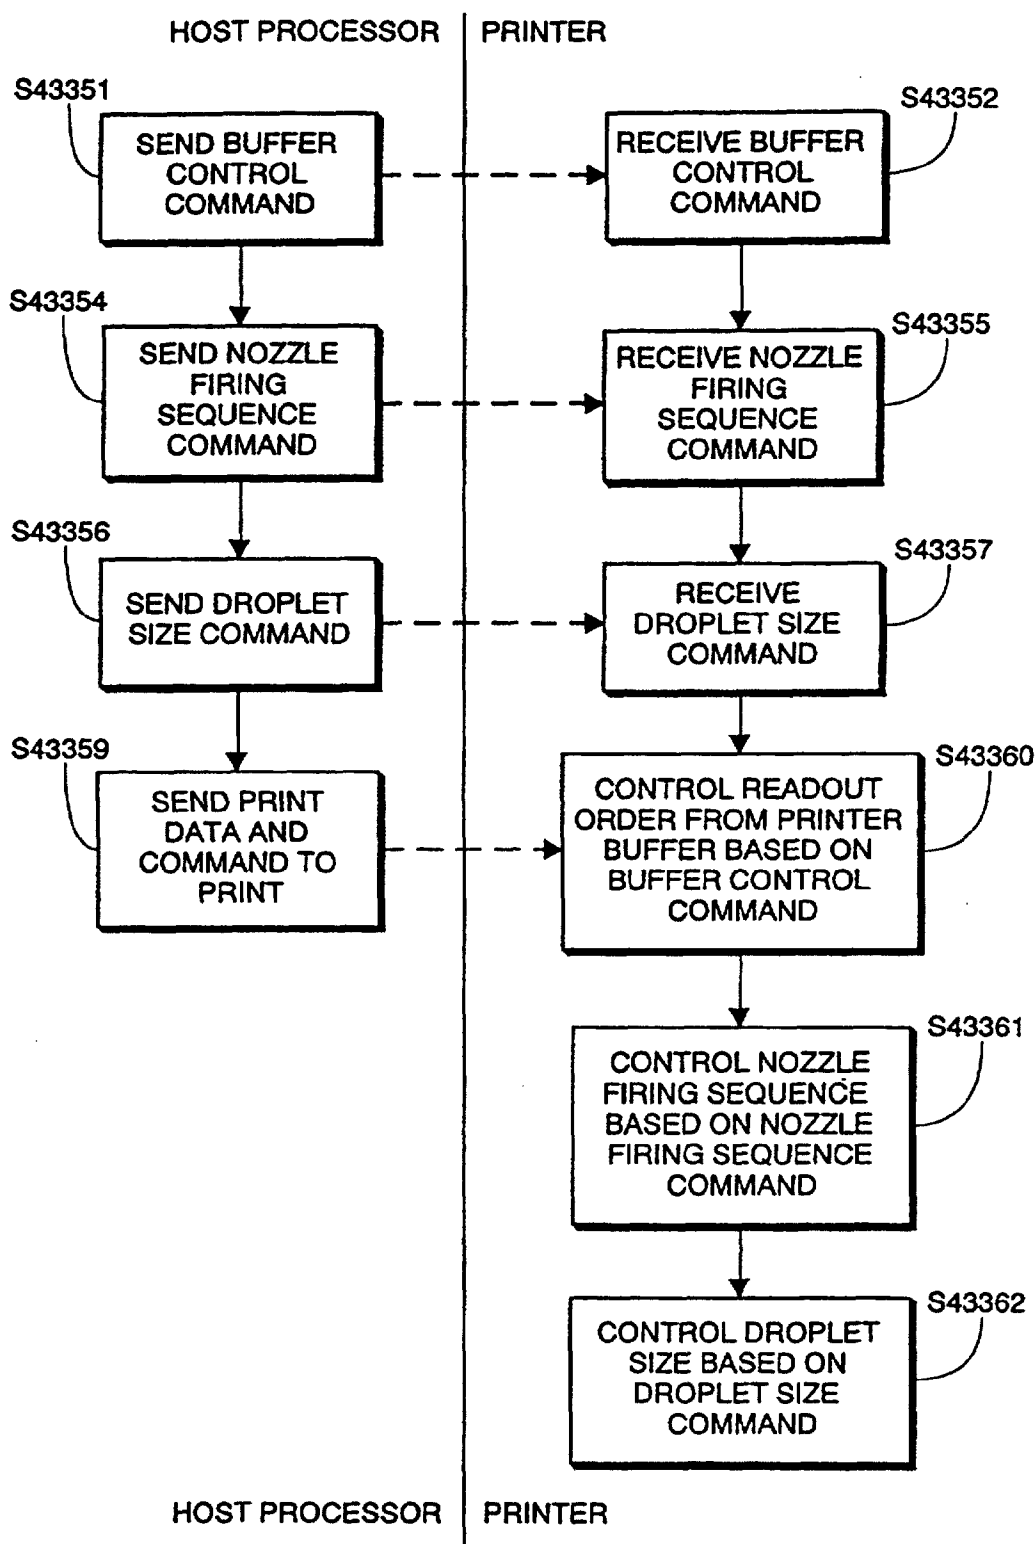 HOST PROCESSOR
PRINTER
S43351
SEND BUFFER
CONTROL
COMMAND
S43352
RECEIVE BUFFER
CONTROL
COMMAND
S43354
SEND NOZZLE
FIRING
SEQUENCE
COMMAND
S43355
RECEIVE NOZZLE
FIRING
SEQUENCE
COMMAND
S43356
SEND DROPLET
SIZE COMMAND
S43357
RECEIVE
DROPLET SIZE
COMMAND
S43359
SEND PRINT
DATA AND
COMMAND TO
PRINT
S43360
CONTROL READOUT
ORDER FROM PRINTER
BUFFER BASED ON
BUFFER CONTROL
COMMAND
S43361
CONTROL NOZZLE
FIRING SEQUENCE
BASED ON NOZZLE
FIRING SEQUENCE
COMMAND
S43362
CONTROL DROPLET
SIZE BASED ON
DROPLET SIZE
COMMAND
HOST PROCESSOR
PRINTER